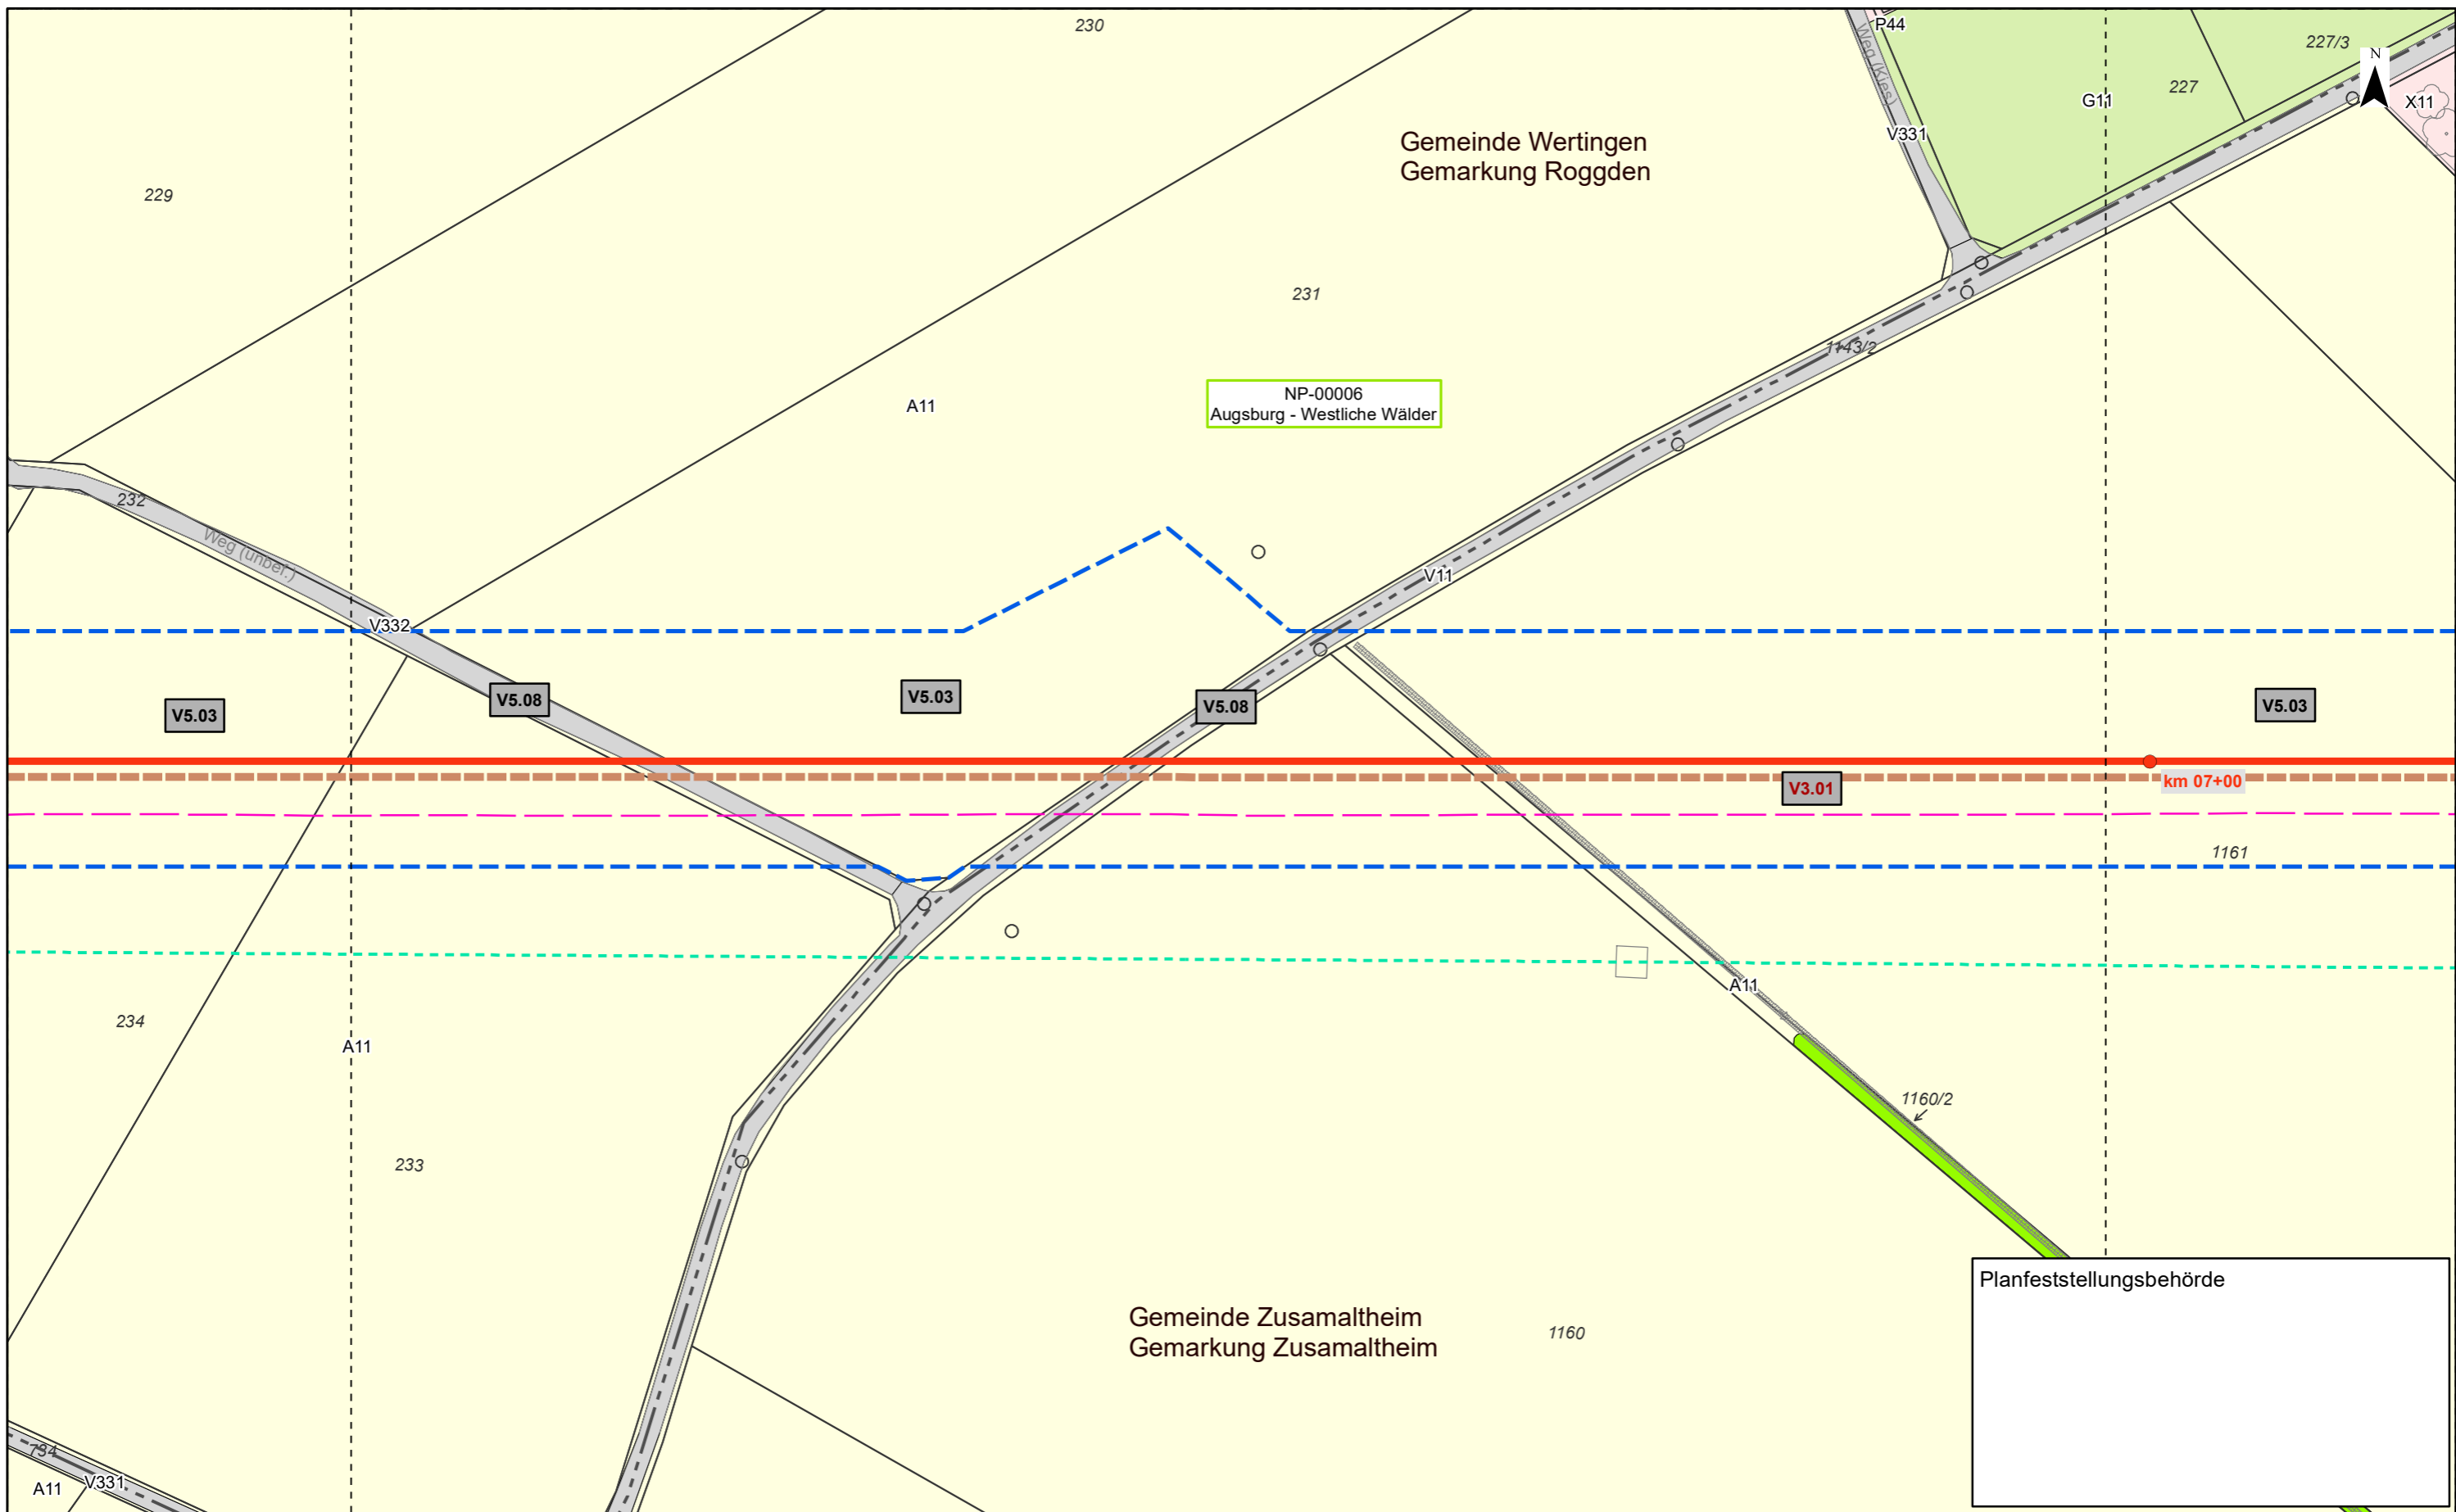 230
P44
227/3
N
Weg (Kies)
227
G11
X11
V331
Gemeinde Wertingen
Gemarkung Roggden
229
231
1143/2
NP-00006
Augsburg - Westliche Wälder
A11
232
Weg (unbef.)
V11
V332
V5.03
V5.08
V5.03
V5.08
V5.03
km 07+00
V3.01
1161
A11
234
A11
1160/2
233
Planfeststellungsbehörde
Gemeinde Zusamaltheim
Gemarkung Zusamaltheim
1160
734
V331
A11